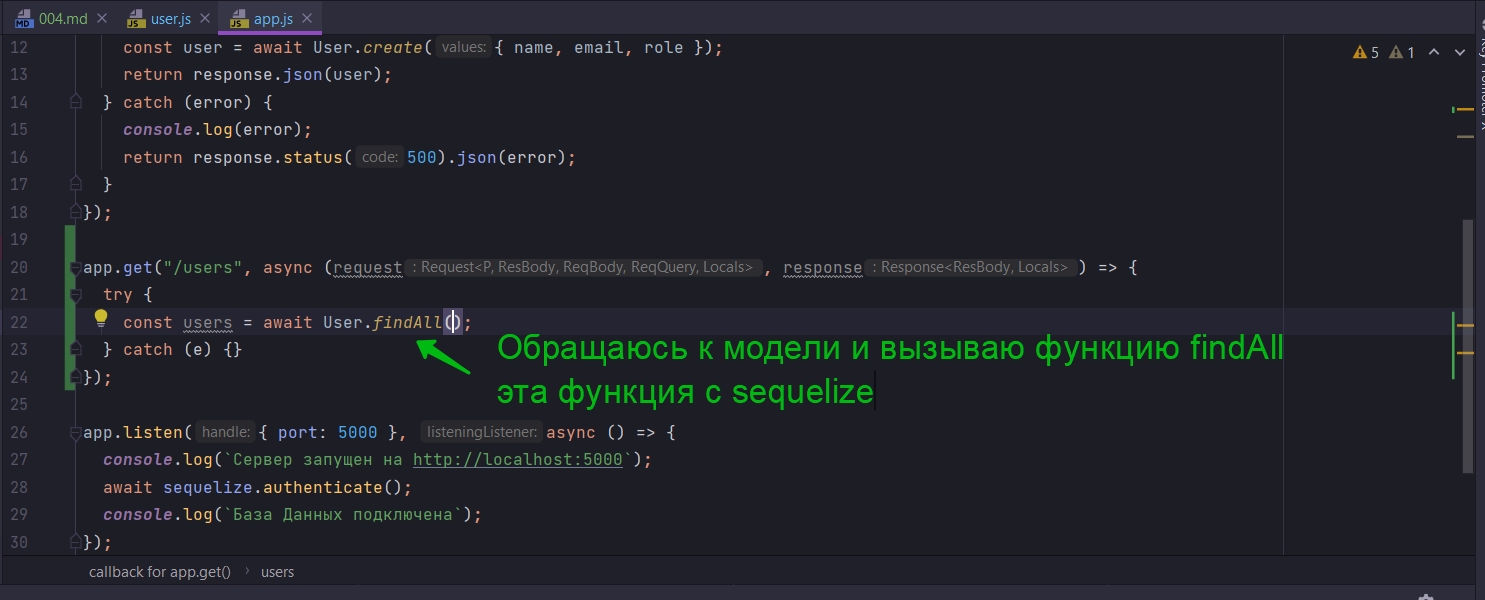 004.md
user.js
app.js
5 1
12 const user = await User.create( values: { name, email, role });
13 return response.json(user);
14 } catch (error) {
15 console.log(error);
16 return response.status( code: 500).json(error);
17 }
18 });
19
20 app.get("/users", async (request : Request<P, ResBody, ReqBody, ReqQuery, Locals> , response : Response<ResBody, Locals> ) => {
21 try {
22 const users = await User.findAll();
23 } catch (e) {}
24 });
Обращаюсь к модели и вызываю функцию findAll
эта функция с sequelize
25
26 app.listen( handle: { port: 5000 }, listeningListener: async () => {
27 console.log(`Сервер запущен на http://localhost:5000`);
28 await sequelize.authenticate();
29 console.log(`База Данных подключена`);
30 });
callback for app.get() › users